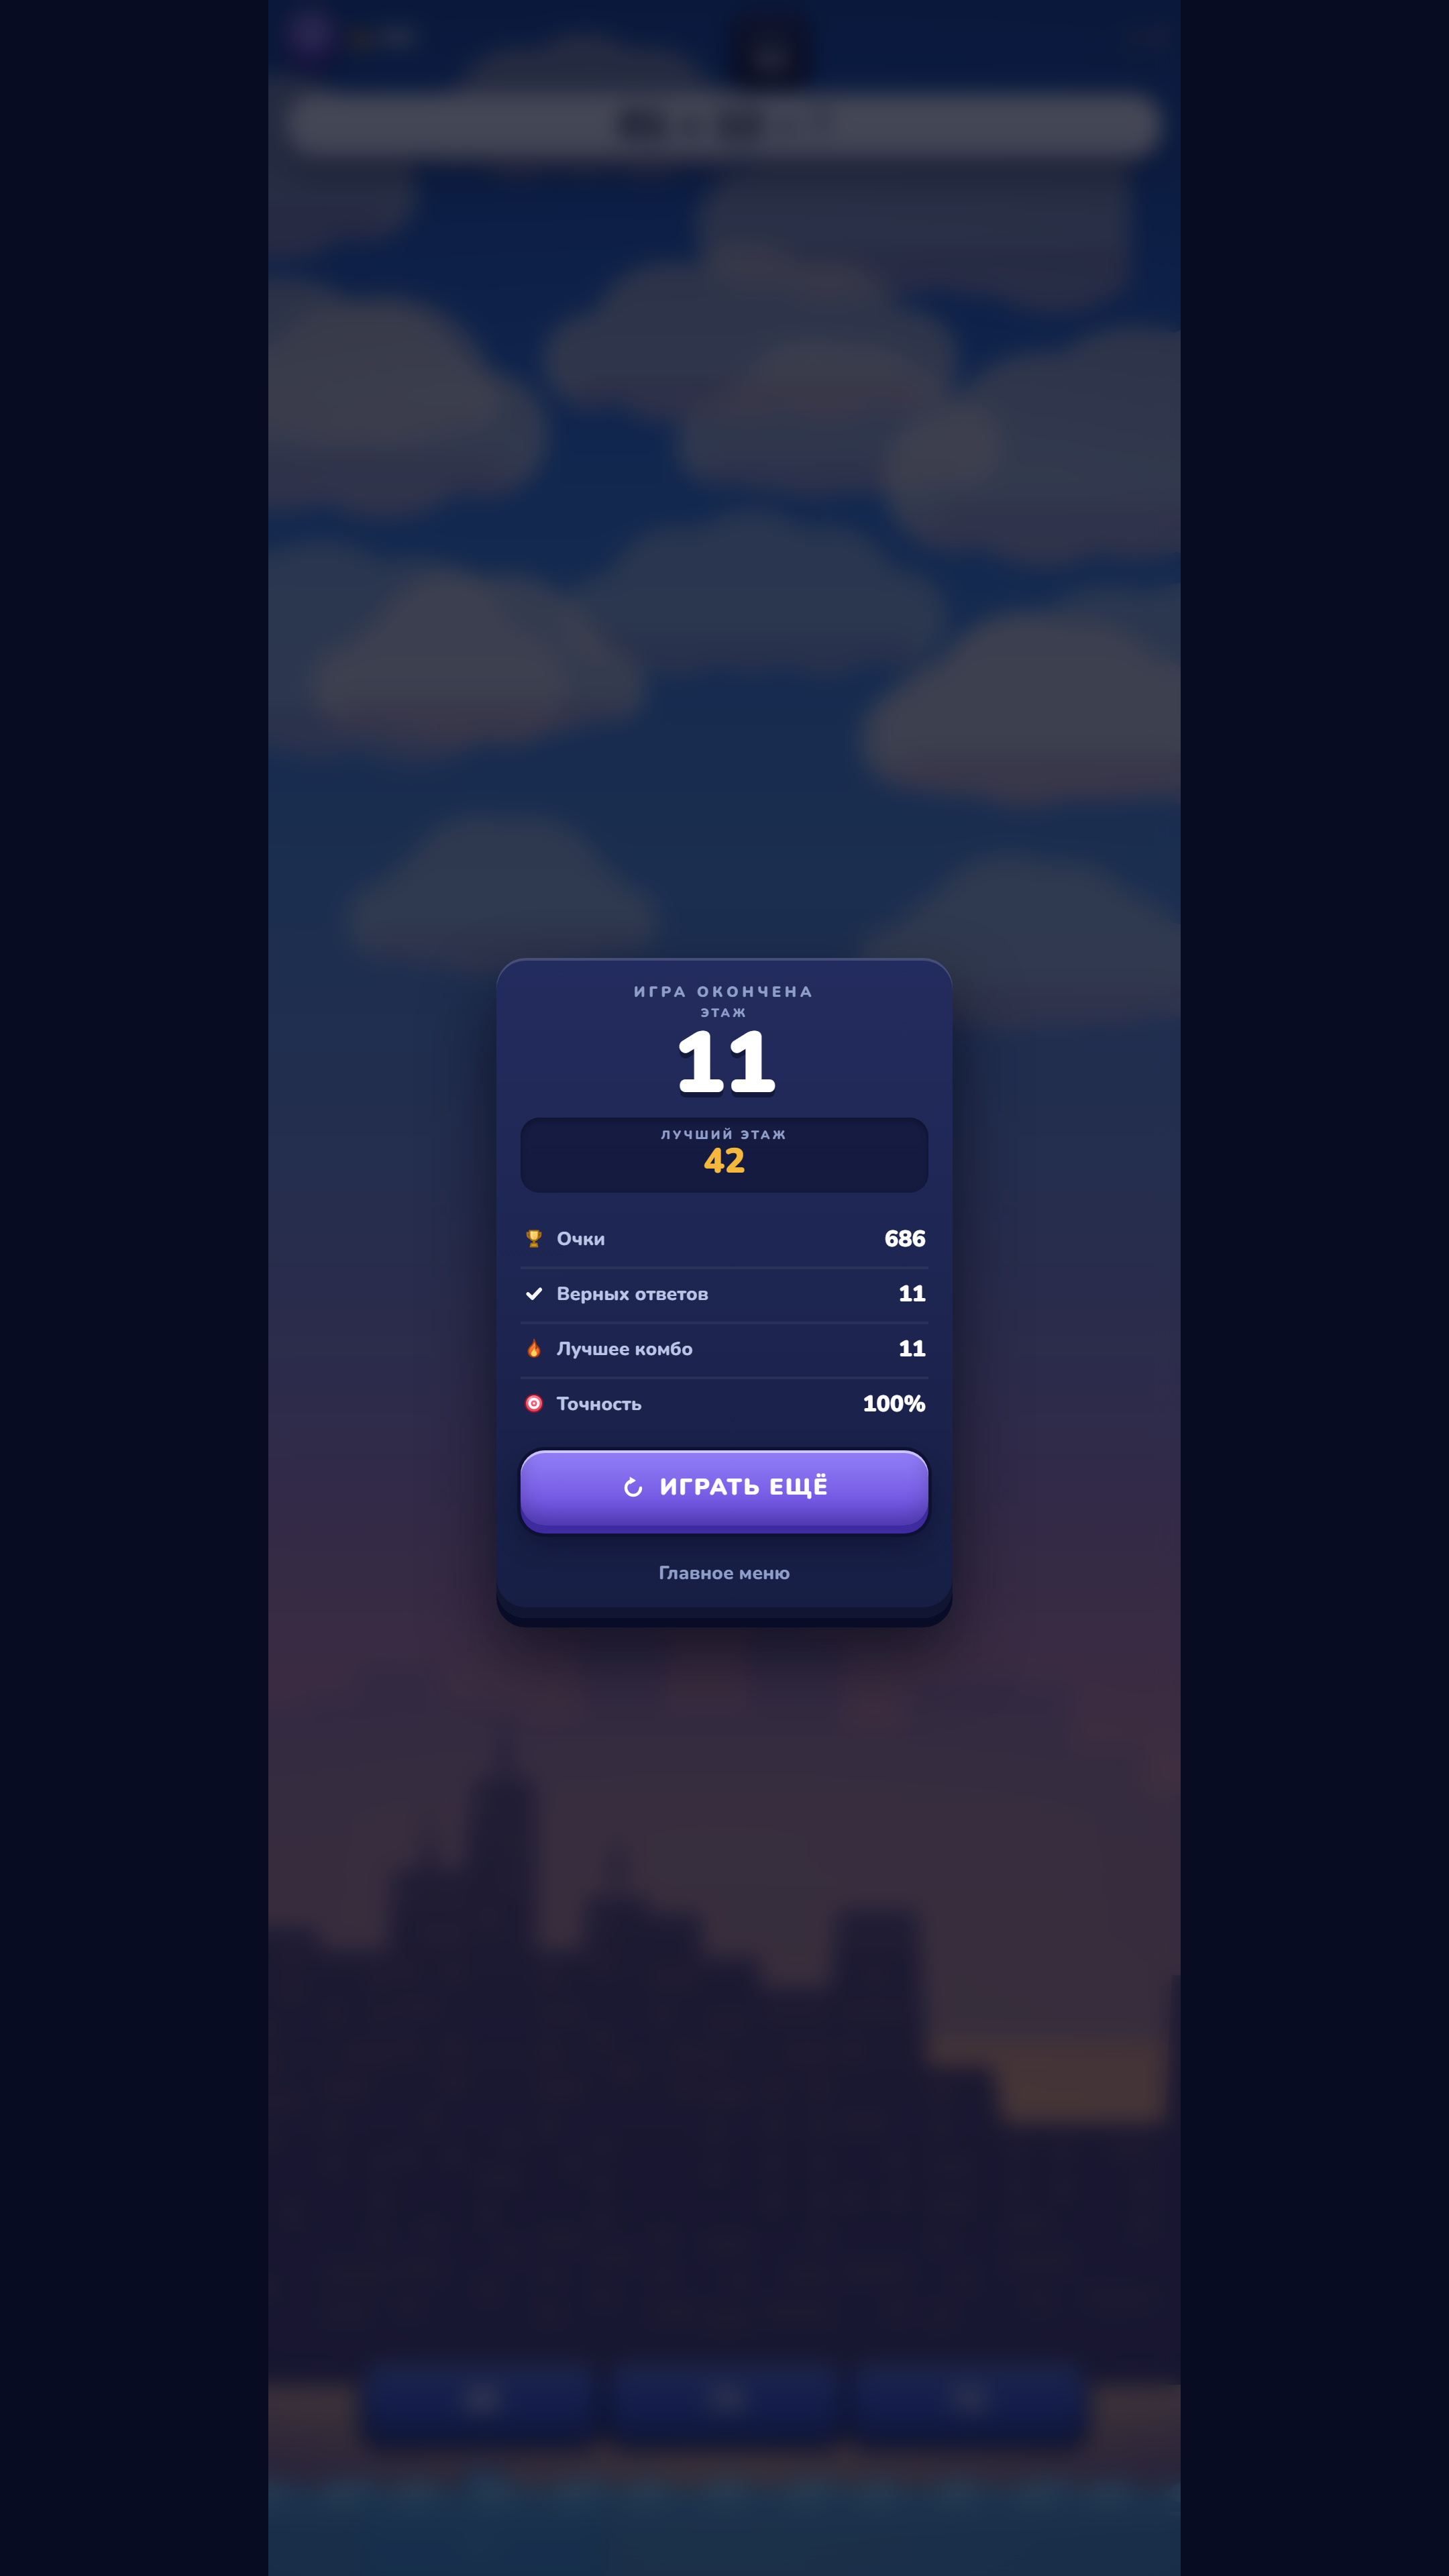 ИГРА ОКОНЧЕНА
ЭТАЖ
11
ЛУЧШИЙ ЭТАЖ
42
Очки 686
Верных ответов 11
Лучшее комбо 11
Точность 100%
ИГРАТЬ ЕЩЁ
Главное меню